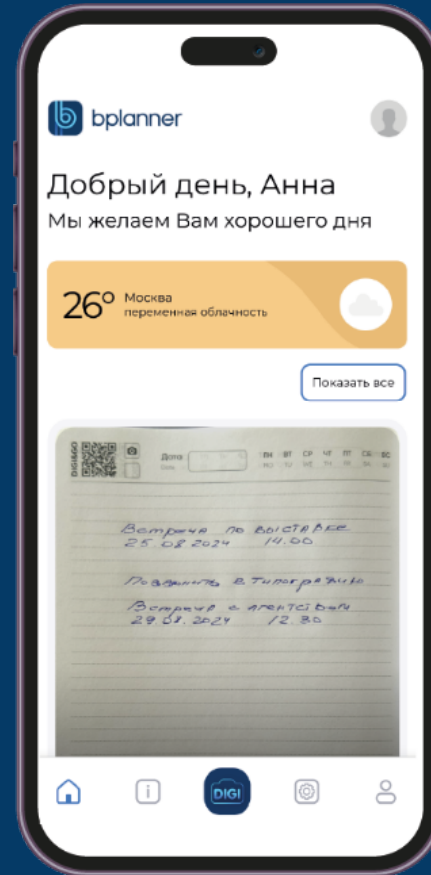 bplanner
Добрый день, Анна
Мы желаем Вам хорошего дня
26° Москва
переменная облачность
Показать все
DIGI&GO
Дата ПН ВТ СР ЧТ ПТ СБ ВС
Встреча по выставке
25.08.2024 14.00
Позвонить в типографию
Встреча с агентством
29.08.2024 12.30
DIGI